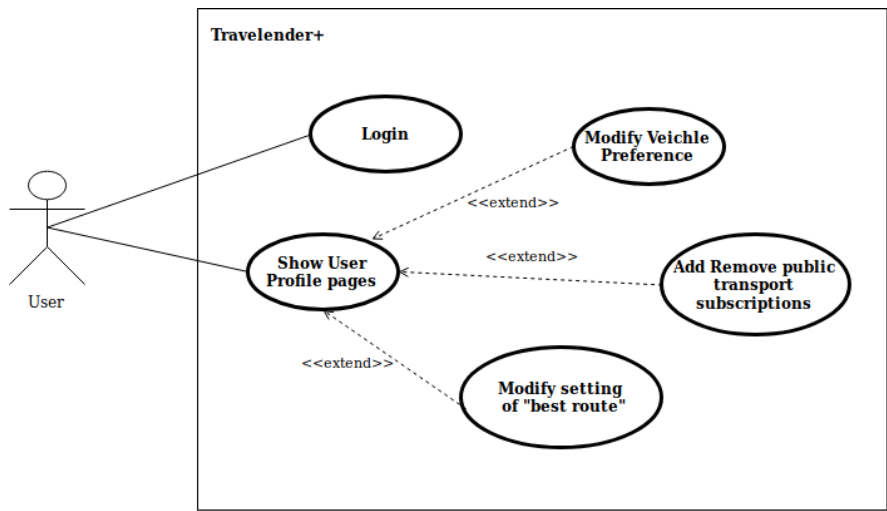 Travelender+
Login
Modify Veichle
Preference
<<extend>>
<<extend>>
Show User
Profile pages
Add Remove public
transport
subscriptions
User
<<extend>>
Modify setting
of "best route"